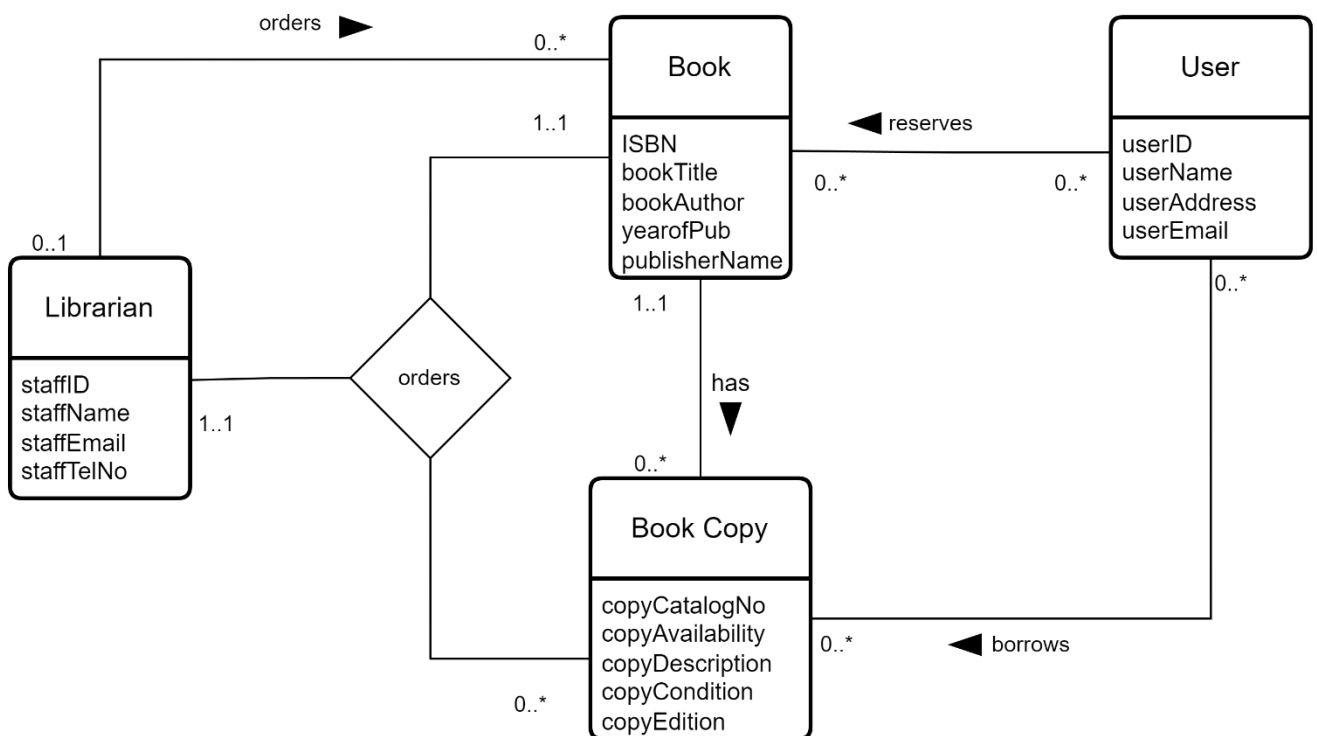 orders
0..*
Book
ISBN
bookTitle
bookAuthor
yearofPub
publisherName
User
userID
userName
userAddress
userEmail
reserves
0..*
0..*
1..1
0..1
Librarian
staffID
staffName
staffEmail
staffTelNo
1..1
orders
1..1
has
0..*
0..*
Book Copy
copyCatalogNo
copyAvailability
copyDescription
copyCondition
copyEdition
0..*
0..*
borrows